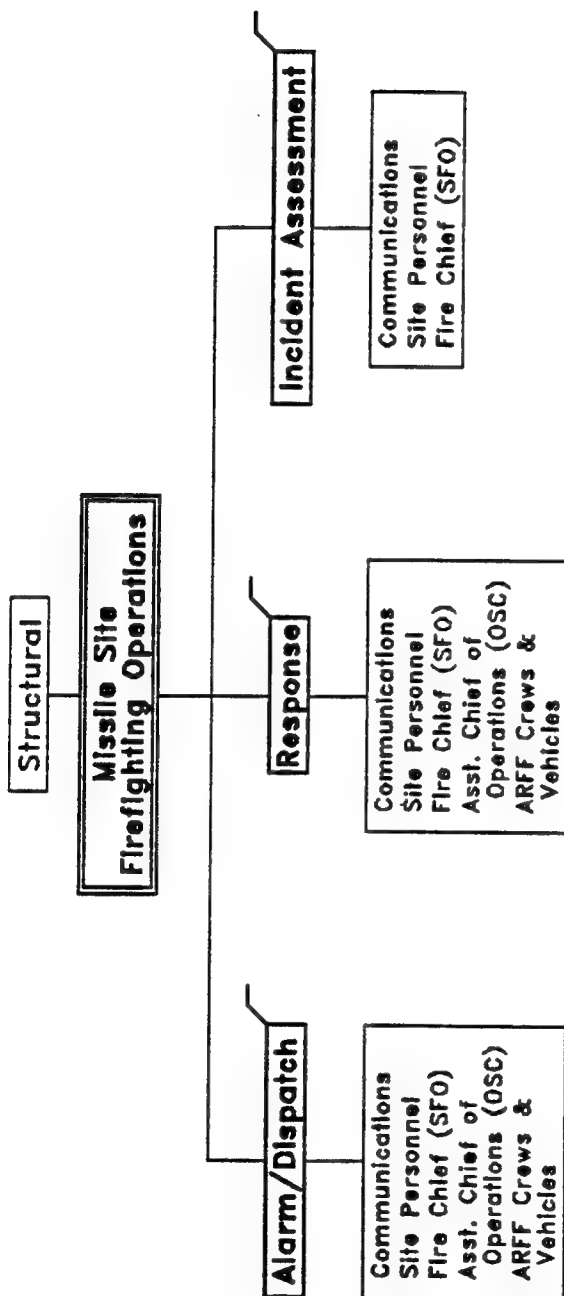 Structural
Missile Site
Firefighting Operations
Alarm/Dispatch
Communications
Site Personnel
Fire Chief (SFO)
Asst. Chief of
Operations (OSC)
ARFF Crews &
Vehicles
Response
Communications
Site Personnel
Fire Chief (SFO)
Asst. Chief of
Operations (OSC)
ARFF Crews &
Vehicles
Incident Assessment
Communications
Site Personnel
Fire Chief (SFO)